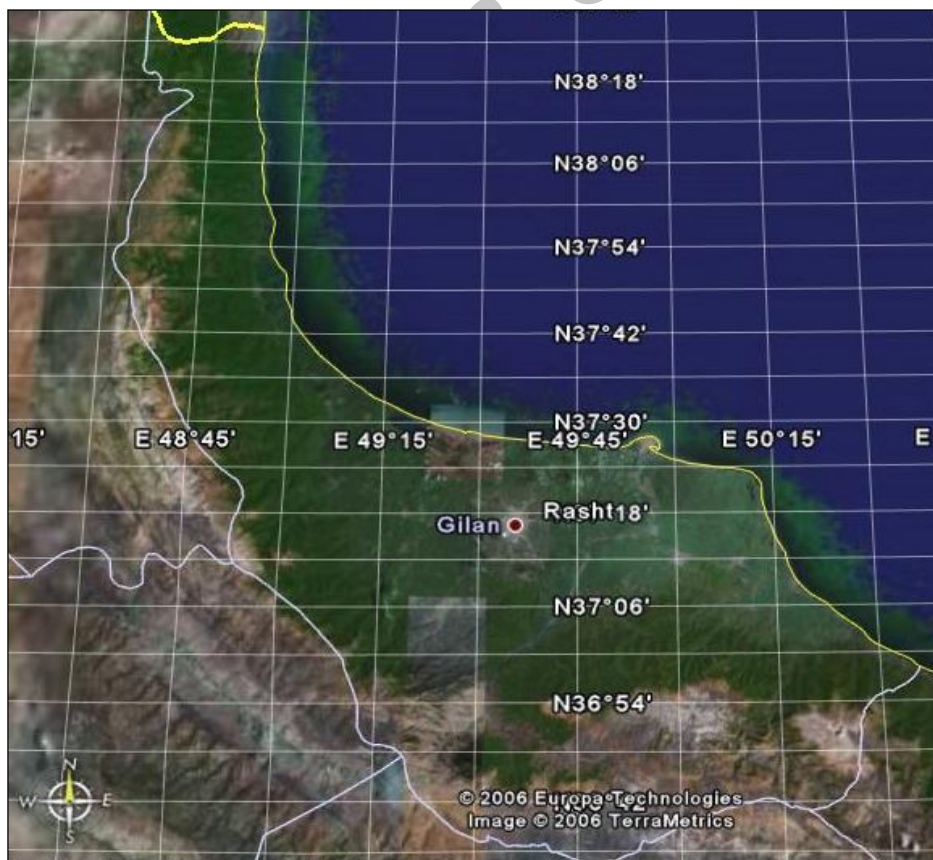 N38°18'
N38°06'
N37°54'
N37°42'
N37°30'
15' E 48°45' E 49°15' E 49°45' E 50°15' E
Gilan Rasht 18'
N37°06'
N36°54'
© 2006 Europa Technologies
Image © 2006 TerraMetrics
N
W E
S